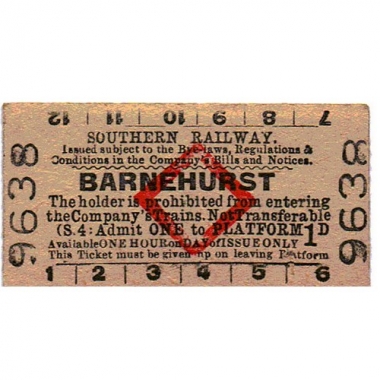 12 11 10 9 8 7
SOUTHERN RAILWAY.
Issued subject to the Bye-laws, Regulations &
Conditions in the Company's Bills and Notices.
BARNEHURST
The holder is prohibited from entering
the Company's Trains. Not Transferable
(S.4: Admit ONE to PLATFORM 1D
Available ONE HOUR on DAY of ISSUE ONLY
This Ticket must be given up on leaving Platform
1 2 3 4 5 6
9638
9638